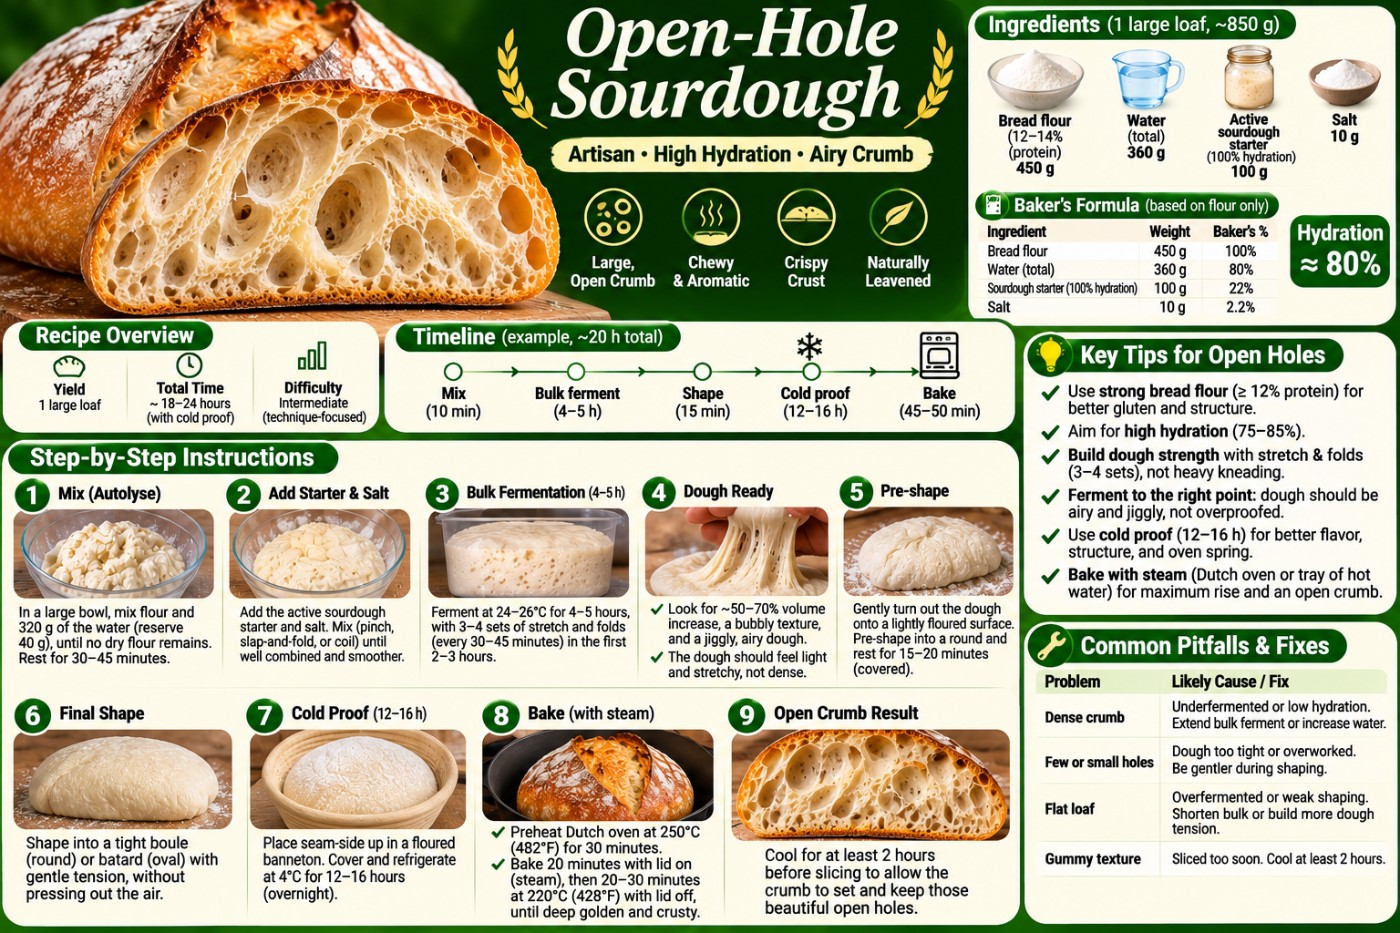 Open-Hole
Sourdough
Artisan • High Hydration • Airy Crumb
Large,
Open Crumb
Chewy
& Aromatic
Crispy
Crust
Naturally
Leavened
Ingredients (1 large loaf, ~850 g)
Bread flour
(12–14%
(protein)
450 g
Water
(total)
360 g
Active
sourdough
starter
(100% hydration)
100 g
Salt
10 g
Baker's Formula (based on flour only)
Ingredient Weight Baker's %
Bread flour 450 g 100%
Water (total) 360 g 80%
Sourdough starter (100% hydration) 100 g 22%
Salt 10 g 2.2%
Hydration
≈ 80%
Recipe Overview
Yield
1 large loaf
Total Time
~ 18–24 hours
(with cold proof)
Difficulty
Intermediate
(technique-focused)
Timeline (example, ~20 h total)
Mix
(10 min)
Bulk ferment
(4–5 h)
Shape
(15 min)
Cold proof
(12–16 h)
Bake
(45–50 min)
Key Tips for Open Holes
Use strong bread flour (≥ 12% protein) for
better gluten and structure.
Aim for high hydration (75–85%).
Build dough strength with stretch & folds
(3–4 sets), not heavy kneading.
Ferment to the right point: dough should be
airy and jiggly, not overproofed.
Use cold proof (12–16 h) for better flavor,
structure, and oven spring.
Bake with steam (Dutch oven or tray of hot
water) for maximum rise and an open crumb.
Step-by-Step Instructions
1 Mix (Autolyse)
In a large bowl, mix flour and
320 g of the water (reserve
40 g), until no dry flour remains.
Rest for 30–45 minutes.
2 Add Starter & Salt
Add the active sourdough
starter and salt. Mix (pinch,
slap-and-fold, or coil) until
well combined and smoother.
3 Bulk Fermentation (4–5 h)
Ferment at 24–26°C for 4–5 hours,
with 3–4 sets of stretch and folds
(every 30–45 minutes) in the first
2–3 hours.
4 Dough Ready
Look for ~50–70% volume
increase, a bubbly texture,
and a jiggly, airy dough.
The dough should feel light
and stretchy, not dense.
5 Pre-shape
Gently turn out the dough
onto a lightly floured surface.
Pre-shape into a round and
rest for 15–20 minutes
(covered).
6 Final Shape
Shape into a tight boule
(round) or batard (oval) with
gentle tension, without
pressing out the air.
7 Cold Proof (12–16 h)
Place seam-side up in a floured
banneton. Cover and refrigerate
at 4°C for 12–16 hours
(overnight).
8 Bake (with steam)
Preheat Dutch oven at 250°C
(482°F) for 30 minutes.
Bake 20 minutes with lid on
(steam), then 20–30 minutes
at 220°C (428°F) with lid off,
until deep golden and crusty.
9 Open Crumb Result
Cool for at least 2 hours
before slicing to allow the
crumb to set and keep those
beautiful open holes.
Common Pitfalls & Fixes
Problem Likely Cause / Fix
Dense crumb Underfermented or low hydration.
Extend bulk ferment or increase water.
Few or small holes Dough too tight or overworked.
Be gentler during shaping.
Flat loaf Overfermented or weak shaping.
Shorten bulk or build more dough
tension.
Gummy texture Sliced too soon. Cool at least 2 hours.